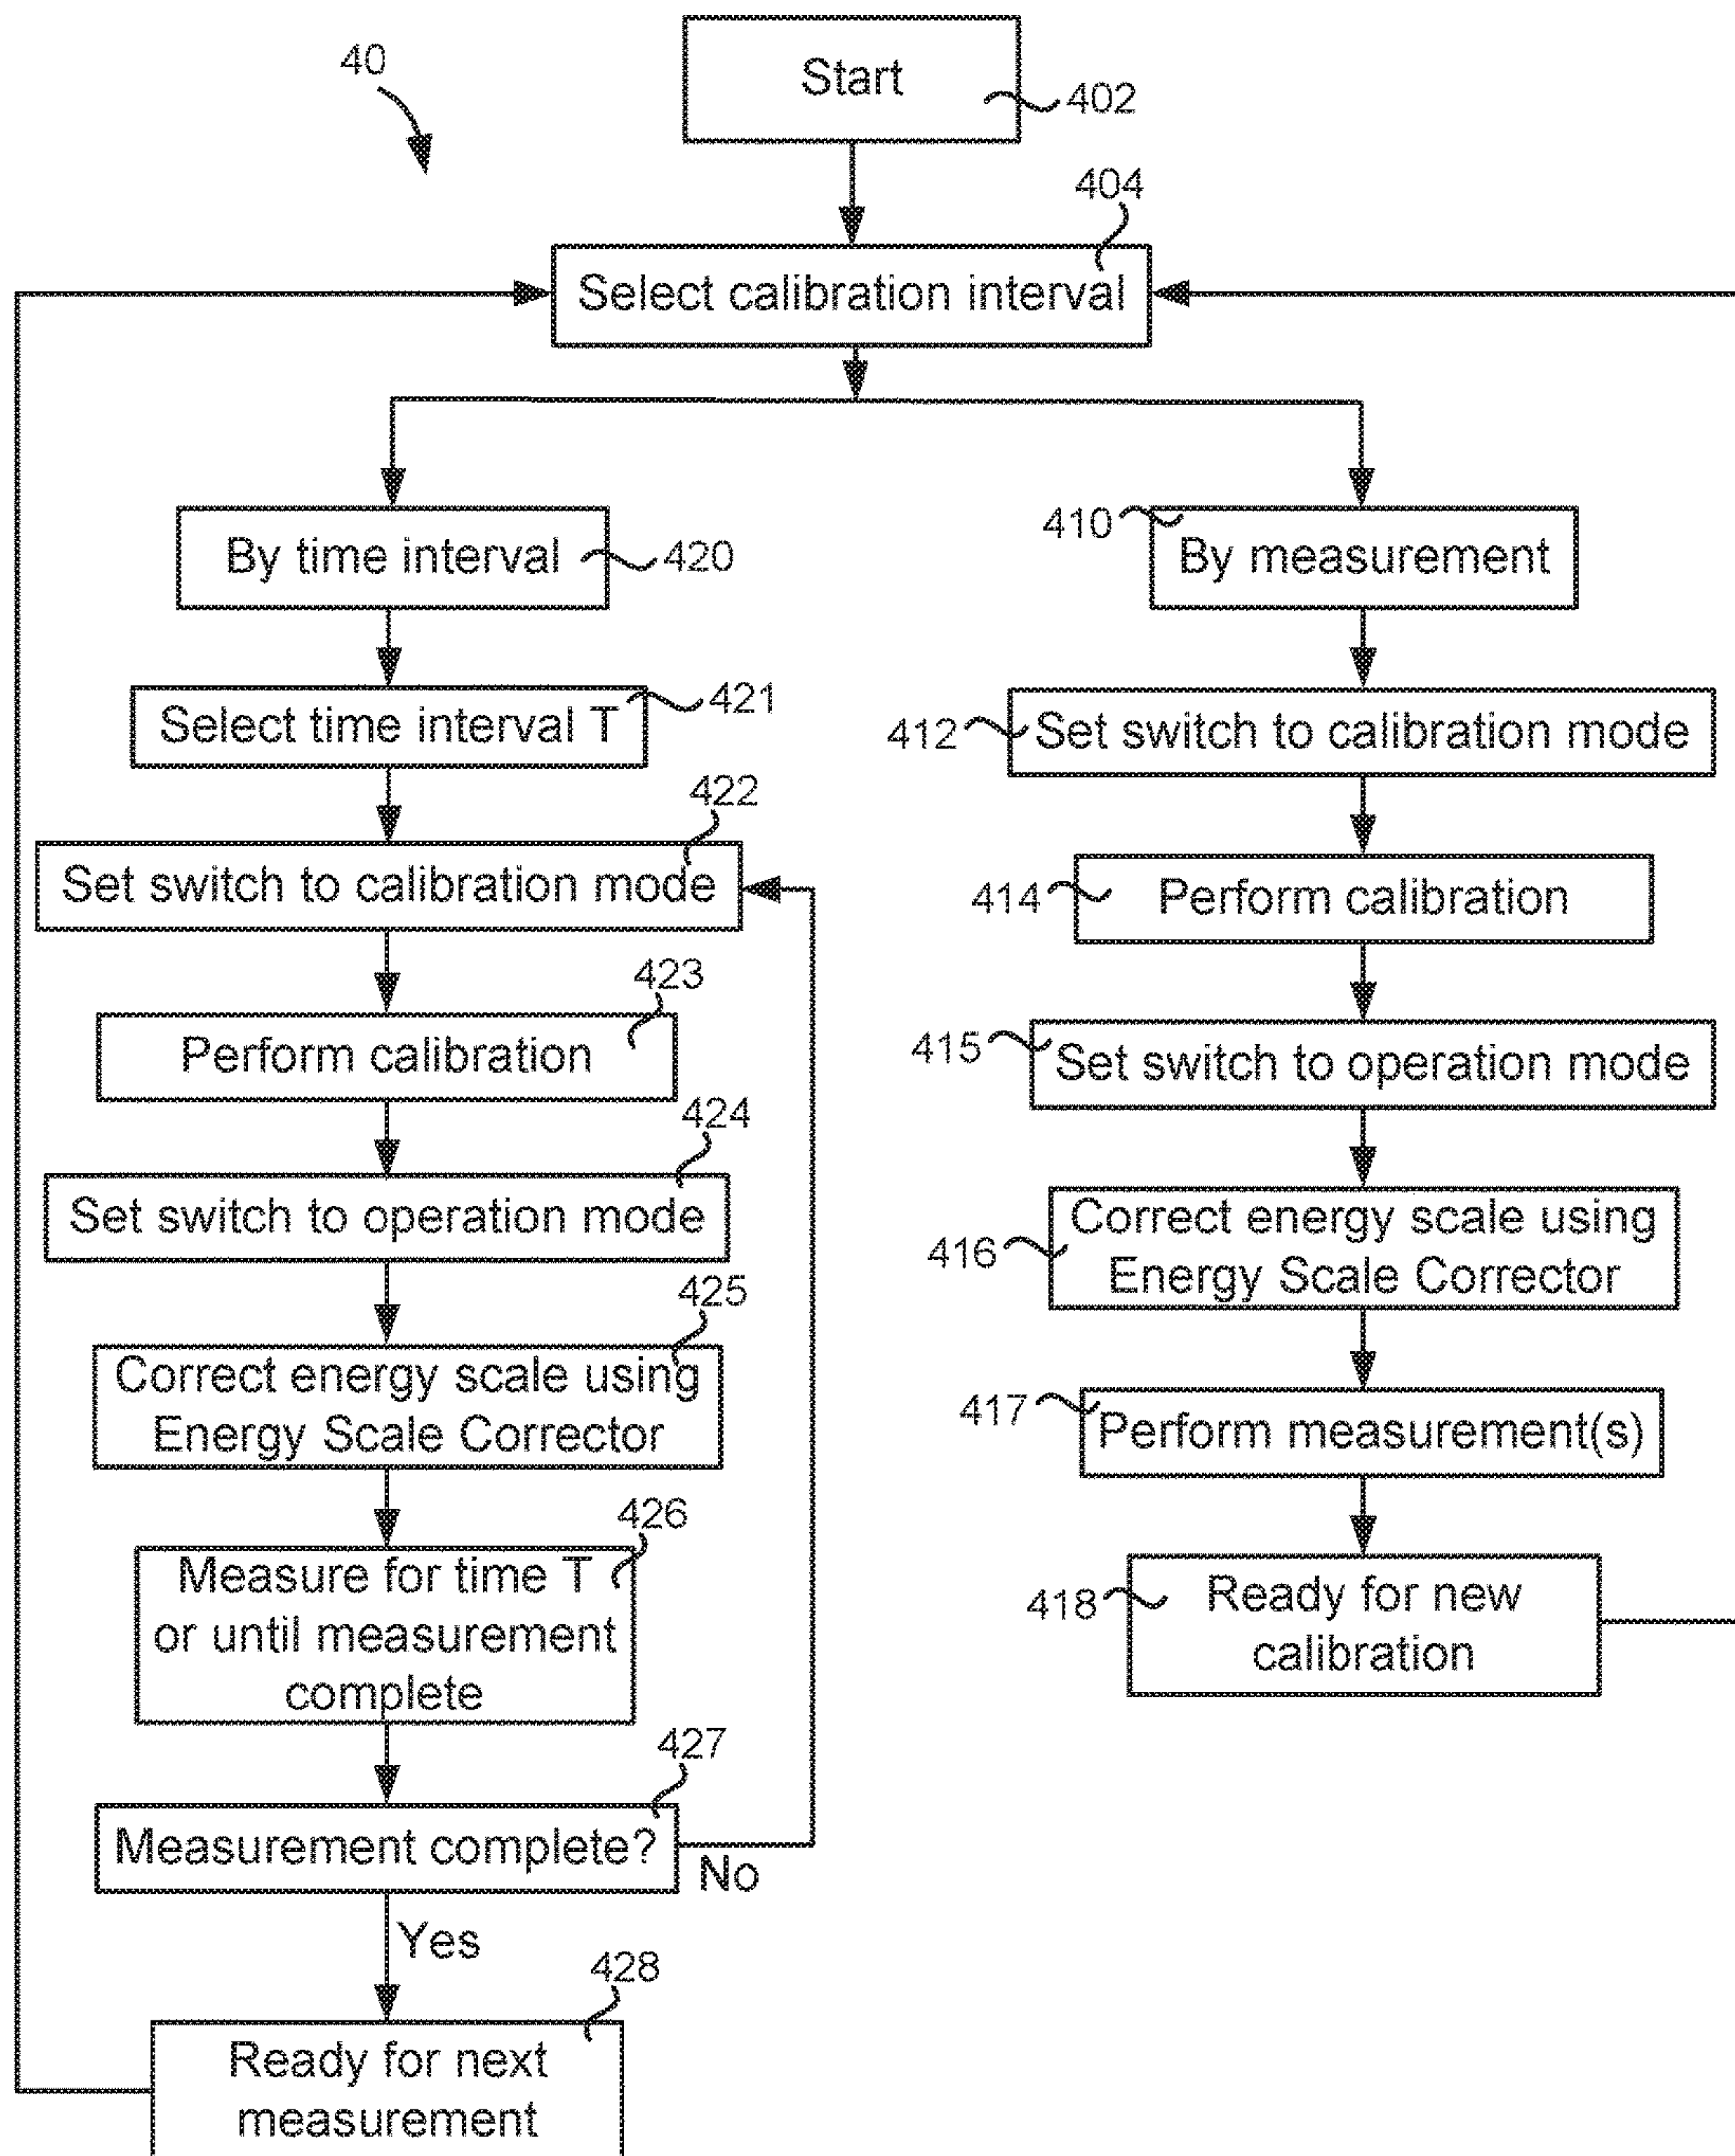 40
Start
402
404
Select calibration interval
By time interval
420
410
By measurement
Select time interval T
421
412
Set switch to calibration mode
422
Set switch to calibration mode
414
Perform calibration
423
Perform calibration
415
Set switch to operation mode
424
Set switch to operation mode
416
Correct energy scale using
Energy Scale Corrector
425
Correct energy scale using
Energy Scale Corrector
417
Perform measurement(s)
426
Measure for time T
or until measurement
complete
418
Ready for new
calibration
427
Measurement complete?
No
Yes
428
Ready for next
measurement